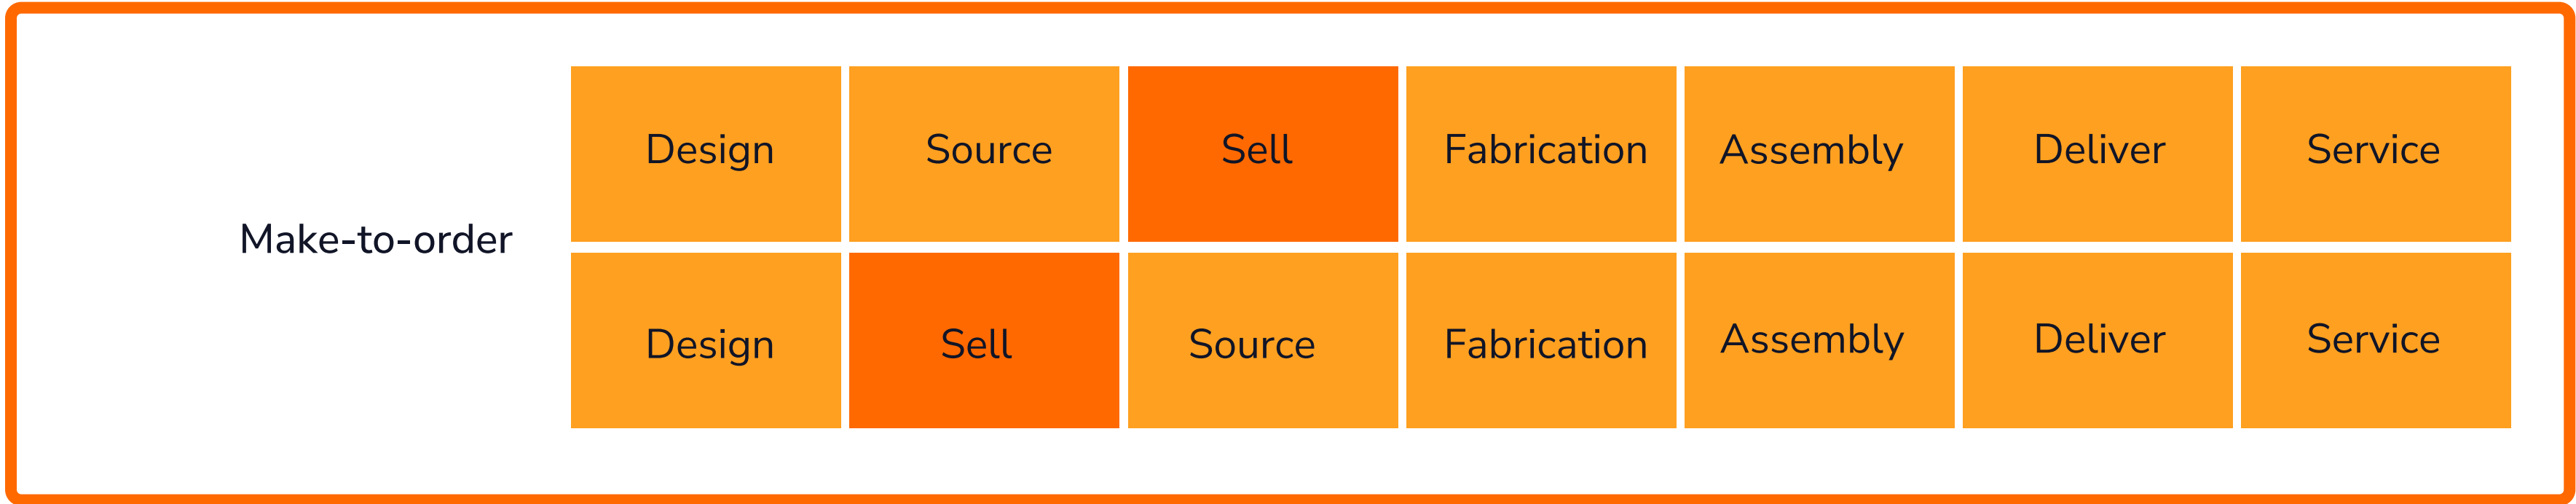 Make-to-order
Design Source Sell Fabrication Assembly Deliver Service
Design Sell Source Fabrication Assembly Deliver Service